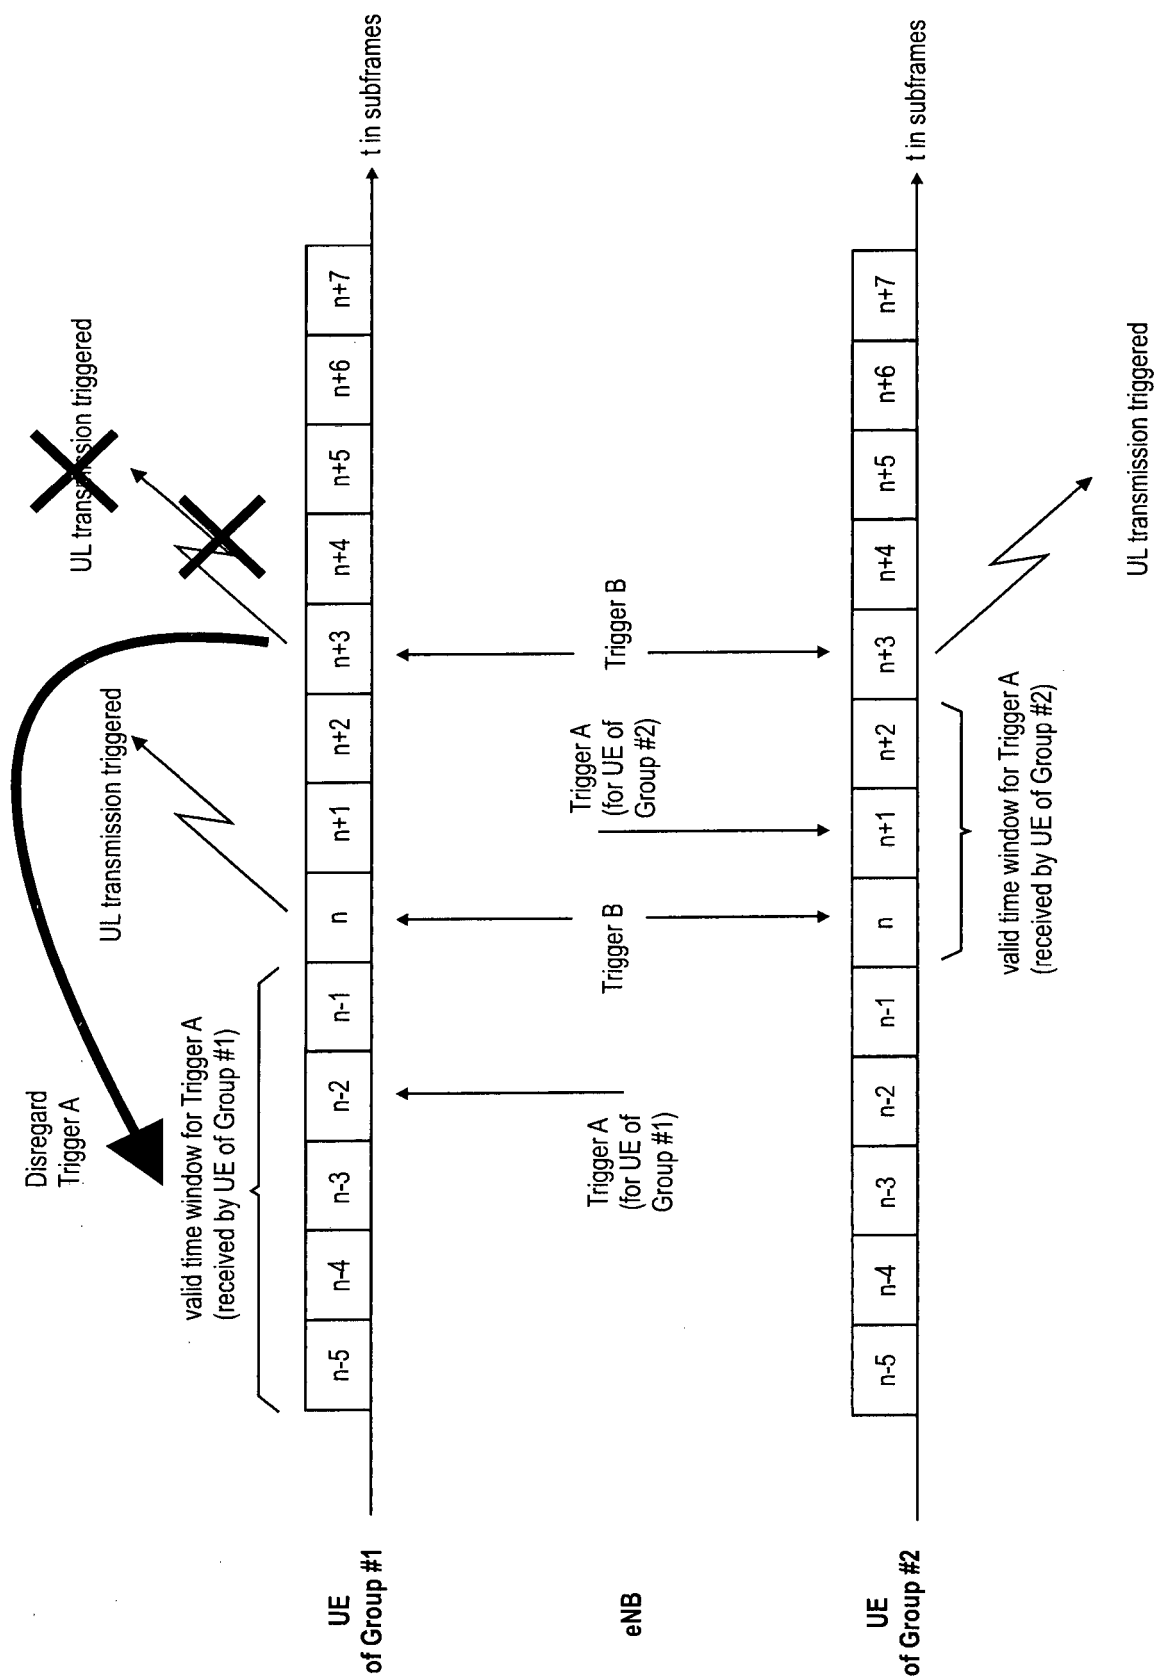 Disregard
Trigger A
UL transmission triggered
UL transmission triggered
valid time window for Trigger A
(received by UE of Group #1)
UE
of Group #1
n-5
n-4
n-3
n-2
n-1
n
n+1
n+2
n+3
n+4
n+5
n+6
n+7
t in subframes
eNB
Trigger A
(for UE of
Group #1)
Trigger B
Trigger A
(for UE of
Group #2)
Trigger B
UE
of Group #2
n-5
n-4
n-3
n-2
n-1
n
n+1
n+2
n+3
n+4
n+5
n+6
n+7
t in subframes
valid time window for Trigger A
(received by UE of Group #2)
UL transmission triggered